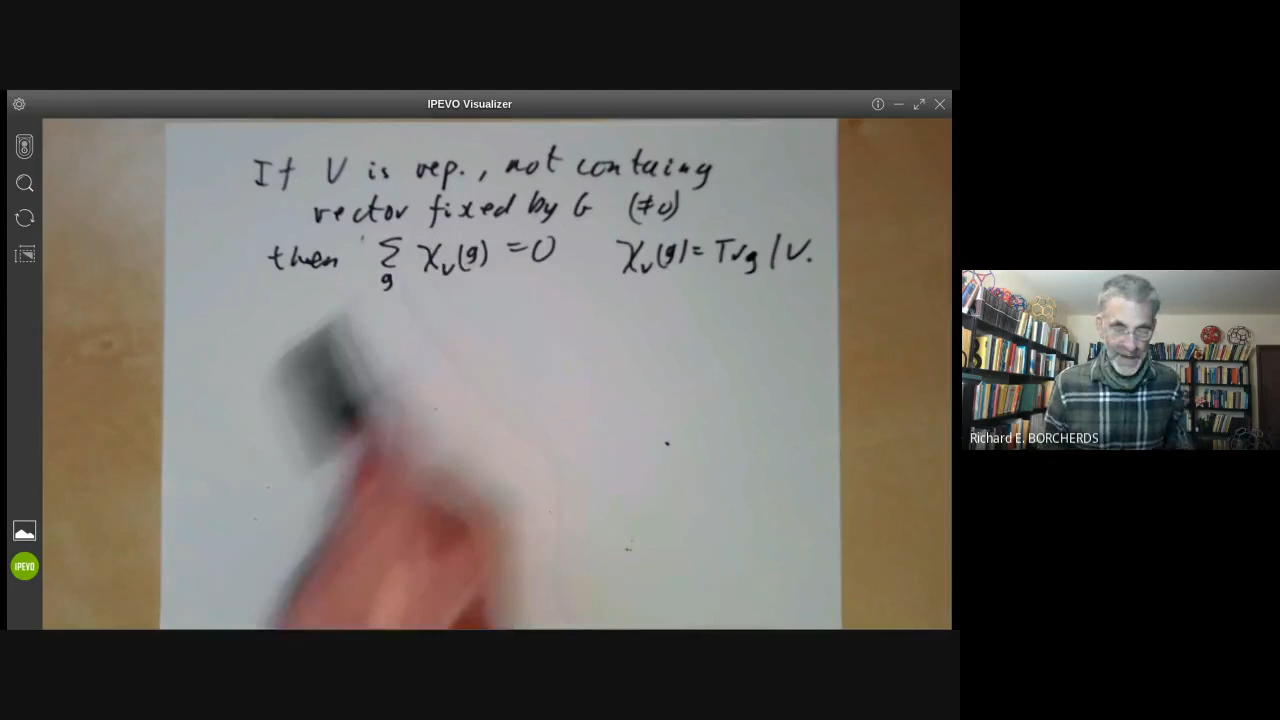 IPEVO Visualizer
If V is rep., not containg
vector fixed by G (≠0)
then Σ χ_V(g) = 0 χ_V(g) = Tr g / V.
g
IPEVO
Richard E. BORCHERDS